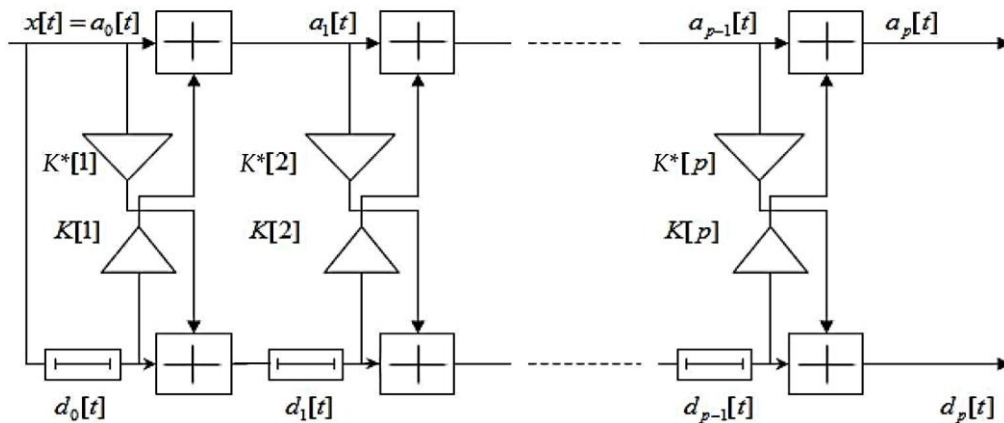 x[t] = a₀[t] a₁[t] aₚ₋₁[t] aₚ[t]
K*[1] K*[2] K*[p]
K[1] K[2] K[p]
d₀[t] d₁[t] dₚ₋₁[t] dₚ[t]